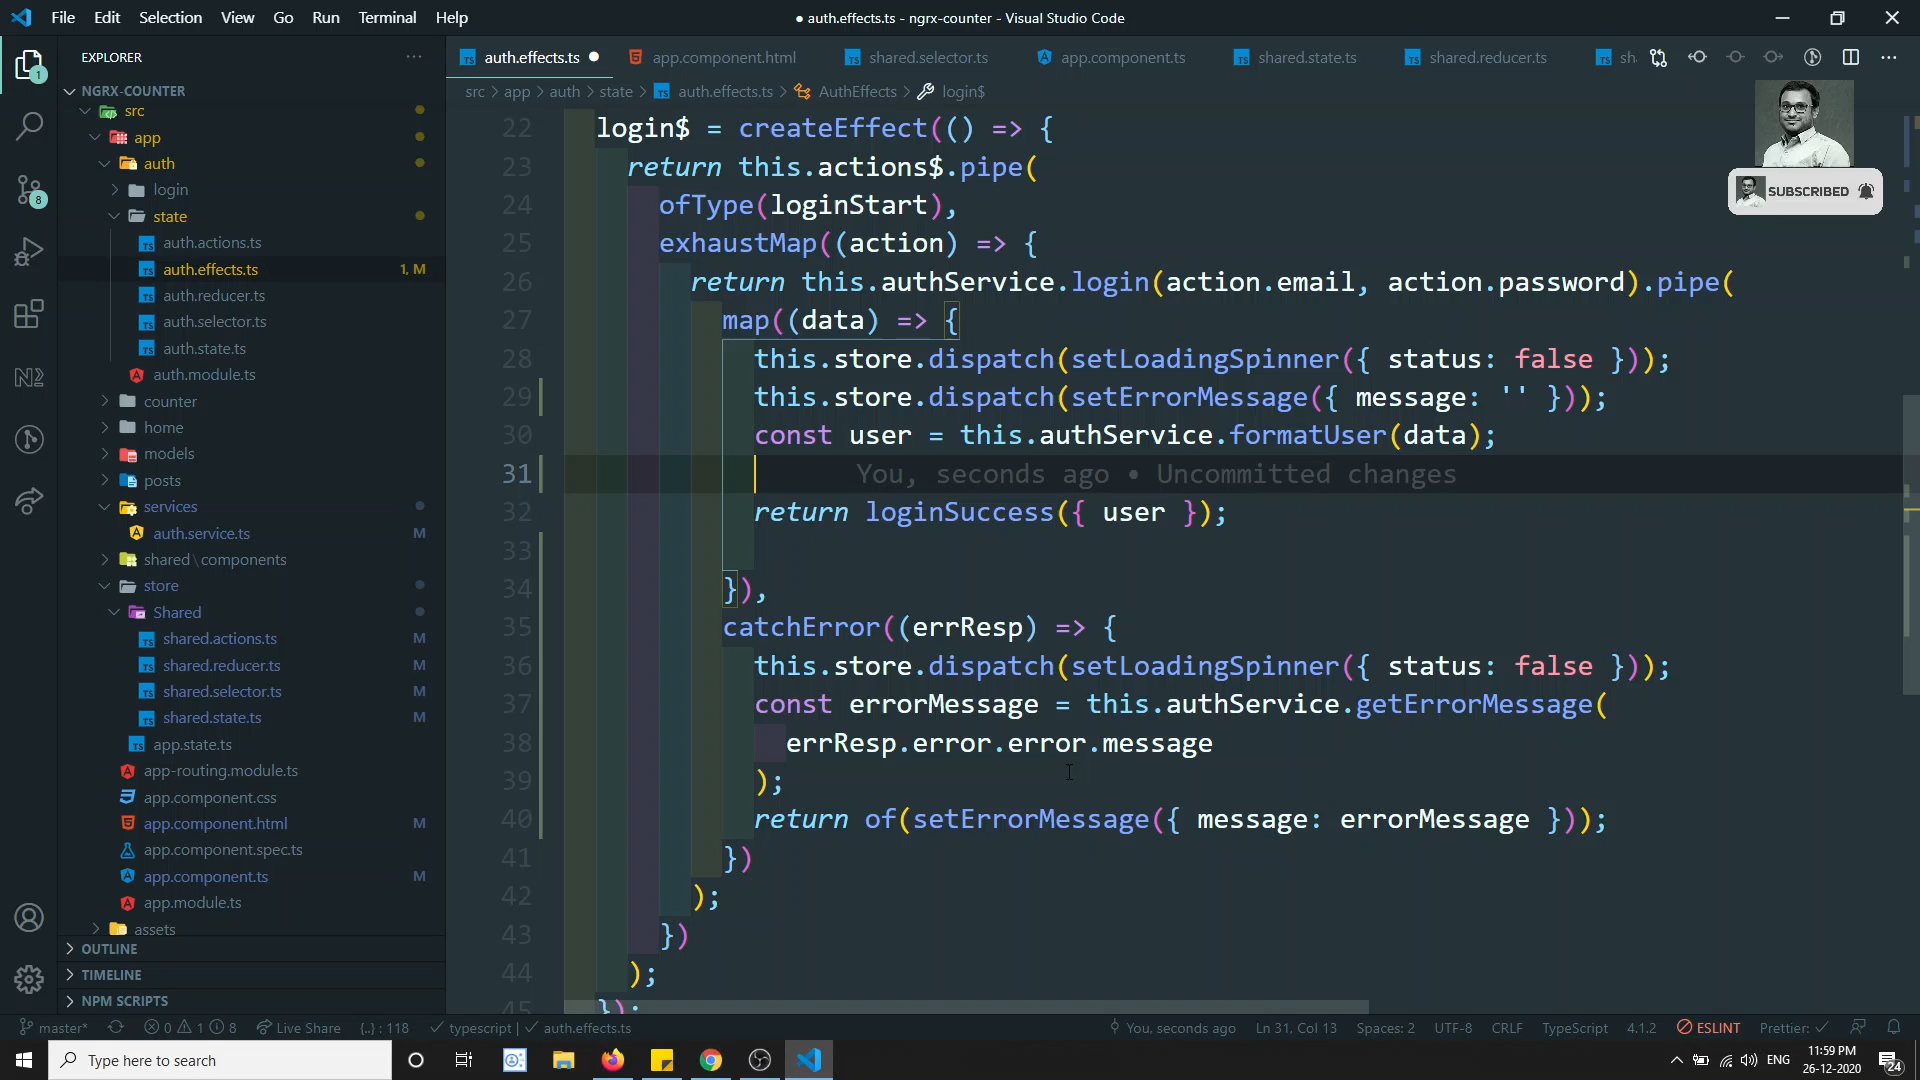 File Edit Selection View Go Run Terminal Help
● auth.effects.ts - ngrx-counter - Visual Studio Code
EXPLORER
1
auth.effects.ts ●
app.component.html
shared.selector.ts
app.component.ts
shared.state.ts
shared.reducer.ts
sh
src > app > auth > state > auth.effects.ts > AuthEffects > login$
NGRX-COUNTER
src
app
auth
login
state
auth.actions.ts
auth.effects.ts 1, M
auth.reducer.ts
auth.selector.ts
auth.state.ts
auth.module.ts
counter
home
models
posts
services
auth.service.ts M
shared\components
store
Shared
shared.actions.ts M
shared.reducer.ts M
shared.selector.ts M
shared.state.ts M
app.state.ts
app-routing.module.ts
app.component.css
app.component.html M
app.component.spec.ts
app.component.ts M
app.module.ts
assets
OUTLINE
TIMELINE
NPM SCRIPTS
8
SUBSCRIBED
22 login$ = createEffect(() => {
23 return this.actions$.pipe(
24 ofType(loginStart),
25 exhaustMap((action) => {
26 return this.authService.login(action.email, action.password).pipe(
27 map((data) => {
28 this.store.dispatch(setLoadingSpinner({ status: false }));
29 this.store.dispatch(setErrorMessage({ message: '' }));
30 const user = this.authService.formatUser(data);
31 You, seconds ago • Uncommitted changes
32 return loginSuccess({ user });
33
34 }),
35 catchError((errResp) => {
36 this.store.dispatch(setLoadingSpinner({ status: false }));
37 const errorMessage = this.authService.getErrorMessage(
38 errResp.error.error.message
39 );
40 return of(setErrorMessage({ message: errorMessage }));
41 })
42 );
43 })
44 );
45 });
master* 0 1 8 Live Share {..} : 118 typescript | auth.effects.ts You, seconds ago Ln 31, Col 13 Spaces: 2 UTF-8 CRLF TypeScript 4.1.2 ESLINT Prettier: ✓
Type here to search
ENG
11:59 PM
26-12-2020
24